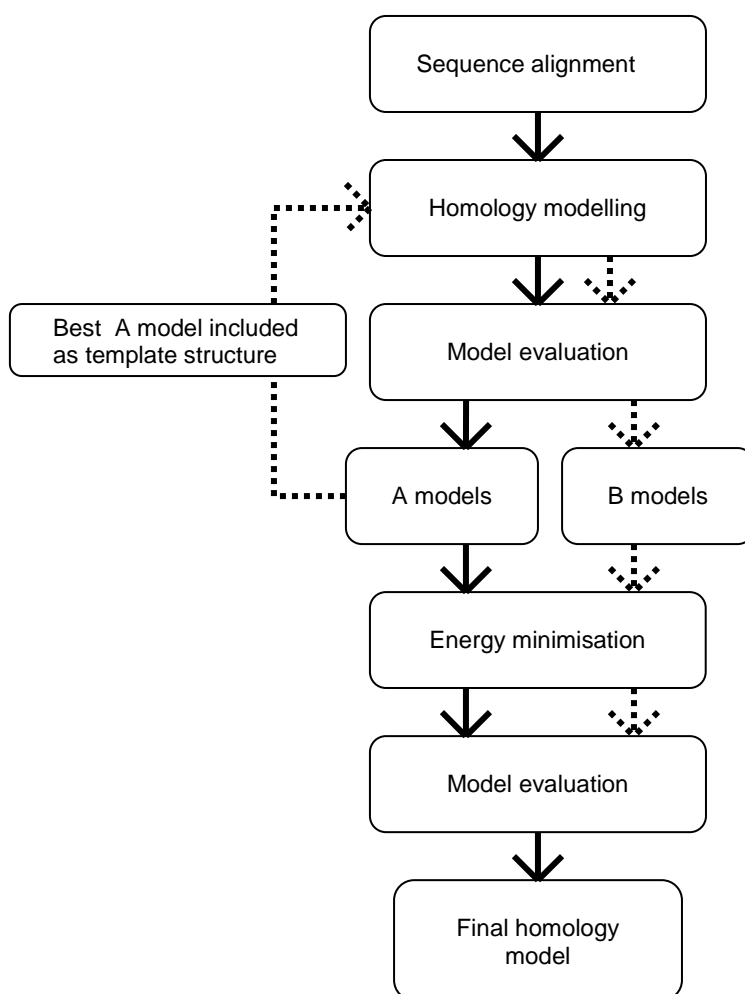 Sequence alignment
Homology modelling
Best A model included
as template structure
Model evaluation
A models
B models
Energy minimisation
Model evaluation
Final homology
model